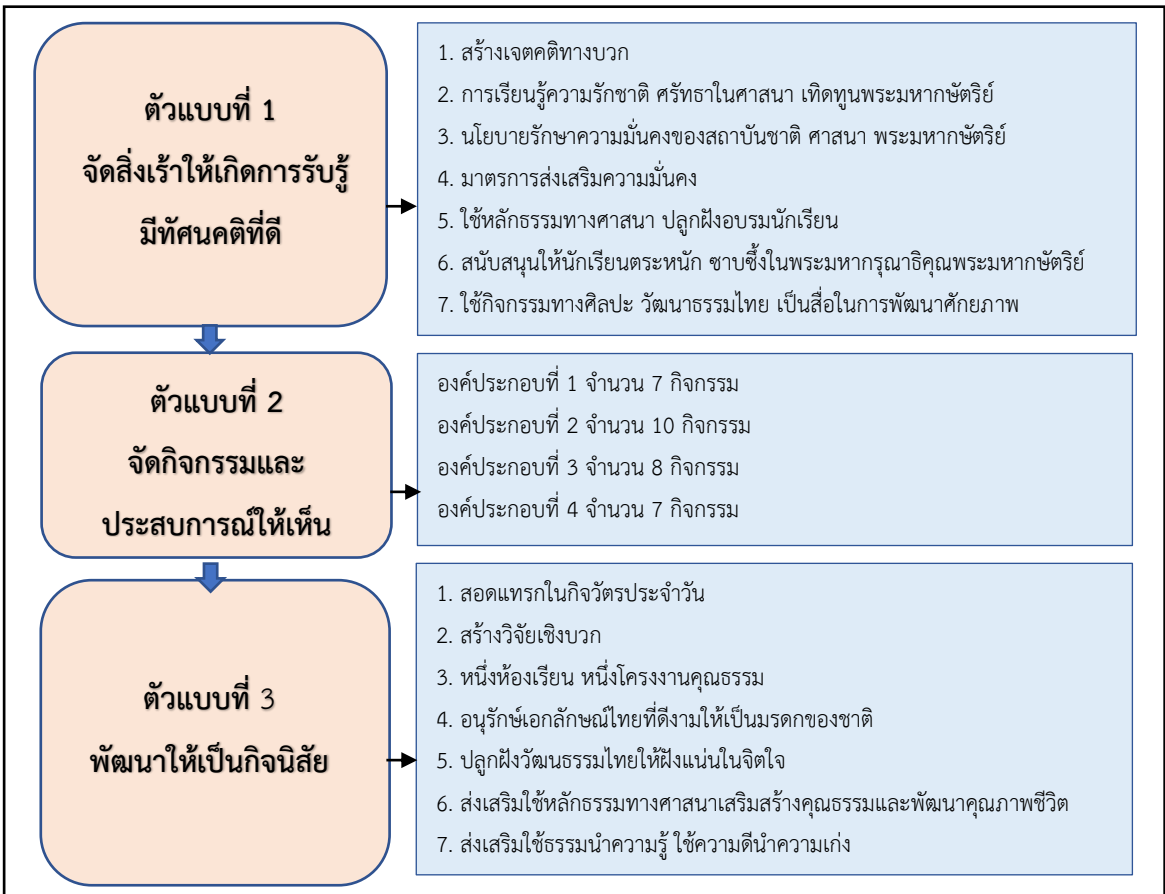 ตัวแบบที่ 1
จัดสิ่งเร้าให้เกิดการรับรู้
มีทัศนคติที่ดี
1. สร้างเจตคติทางบวก
2. การเรียนรู้ความรักชาติ ศรัทธาในศาสนา เทิดทูนพระมหากษัตริย์
3. นโยบายรักษาความมั่นคงของสถาบันชาติ ศาสนา พระมหากษัตริย์
4. มาตรการส่งเสริมความมั่นคง
5. ใช้หลักธรรมทางศาสนา ปลูกฝังอบรมนักเรียน
6. สนับสนุนให้นักเรียนตระหนัก ซาบซึ้งในพระมหากรุณาธิคุณพระมหากษัตริย์
7. ใช้กิจกรรมทางศิลปะ วัฒนาธรรมไทย เป็นสื่อในการพัฒนาศักยภาพ
ตัวแบบที่ 2
จัดกิจกรรมและ
ประสบการณ์ให้เห็น
องค์ประกอบที่ 1 จำนวน 7 กิจกรรม
องค์ประกอบที่ 2 จำนวน 10 กิจกรรม
องค์ประกอบที่ 3 จำนวน 8 กิจกรรม
องค์ประกอบที่ 4 จำนวน 7 กิจกรรม
ตัวแบบที่ 3
พัฒนาให้เป็นกิจนิสัย
1. สอดแทรกในกิจวัตรประจำวัน
2. สร้างวิจัยเชิงบวก
3. หนึ่งห้องเรียน หนึ่งโครงงานคุณธรรม
4. อนุรักษ์เอกลักษณ์ไทยที่ดีงามให้เป็นมรดกของชาติ
5. ปลูกฝังวัฒนธรรมไทยให้ฝังแน่นในจิตใจ
6. ส่งเสริมใช้หลักธรรมทางศาสนาเสริมสร้างคุณธรรมและพัฒนาคุณภาพชีวิต
7. ส่งเสริมใช้ธรรมนำความรู้ ใช้ความดีนำความเก่ง